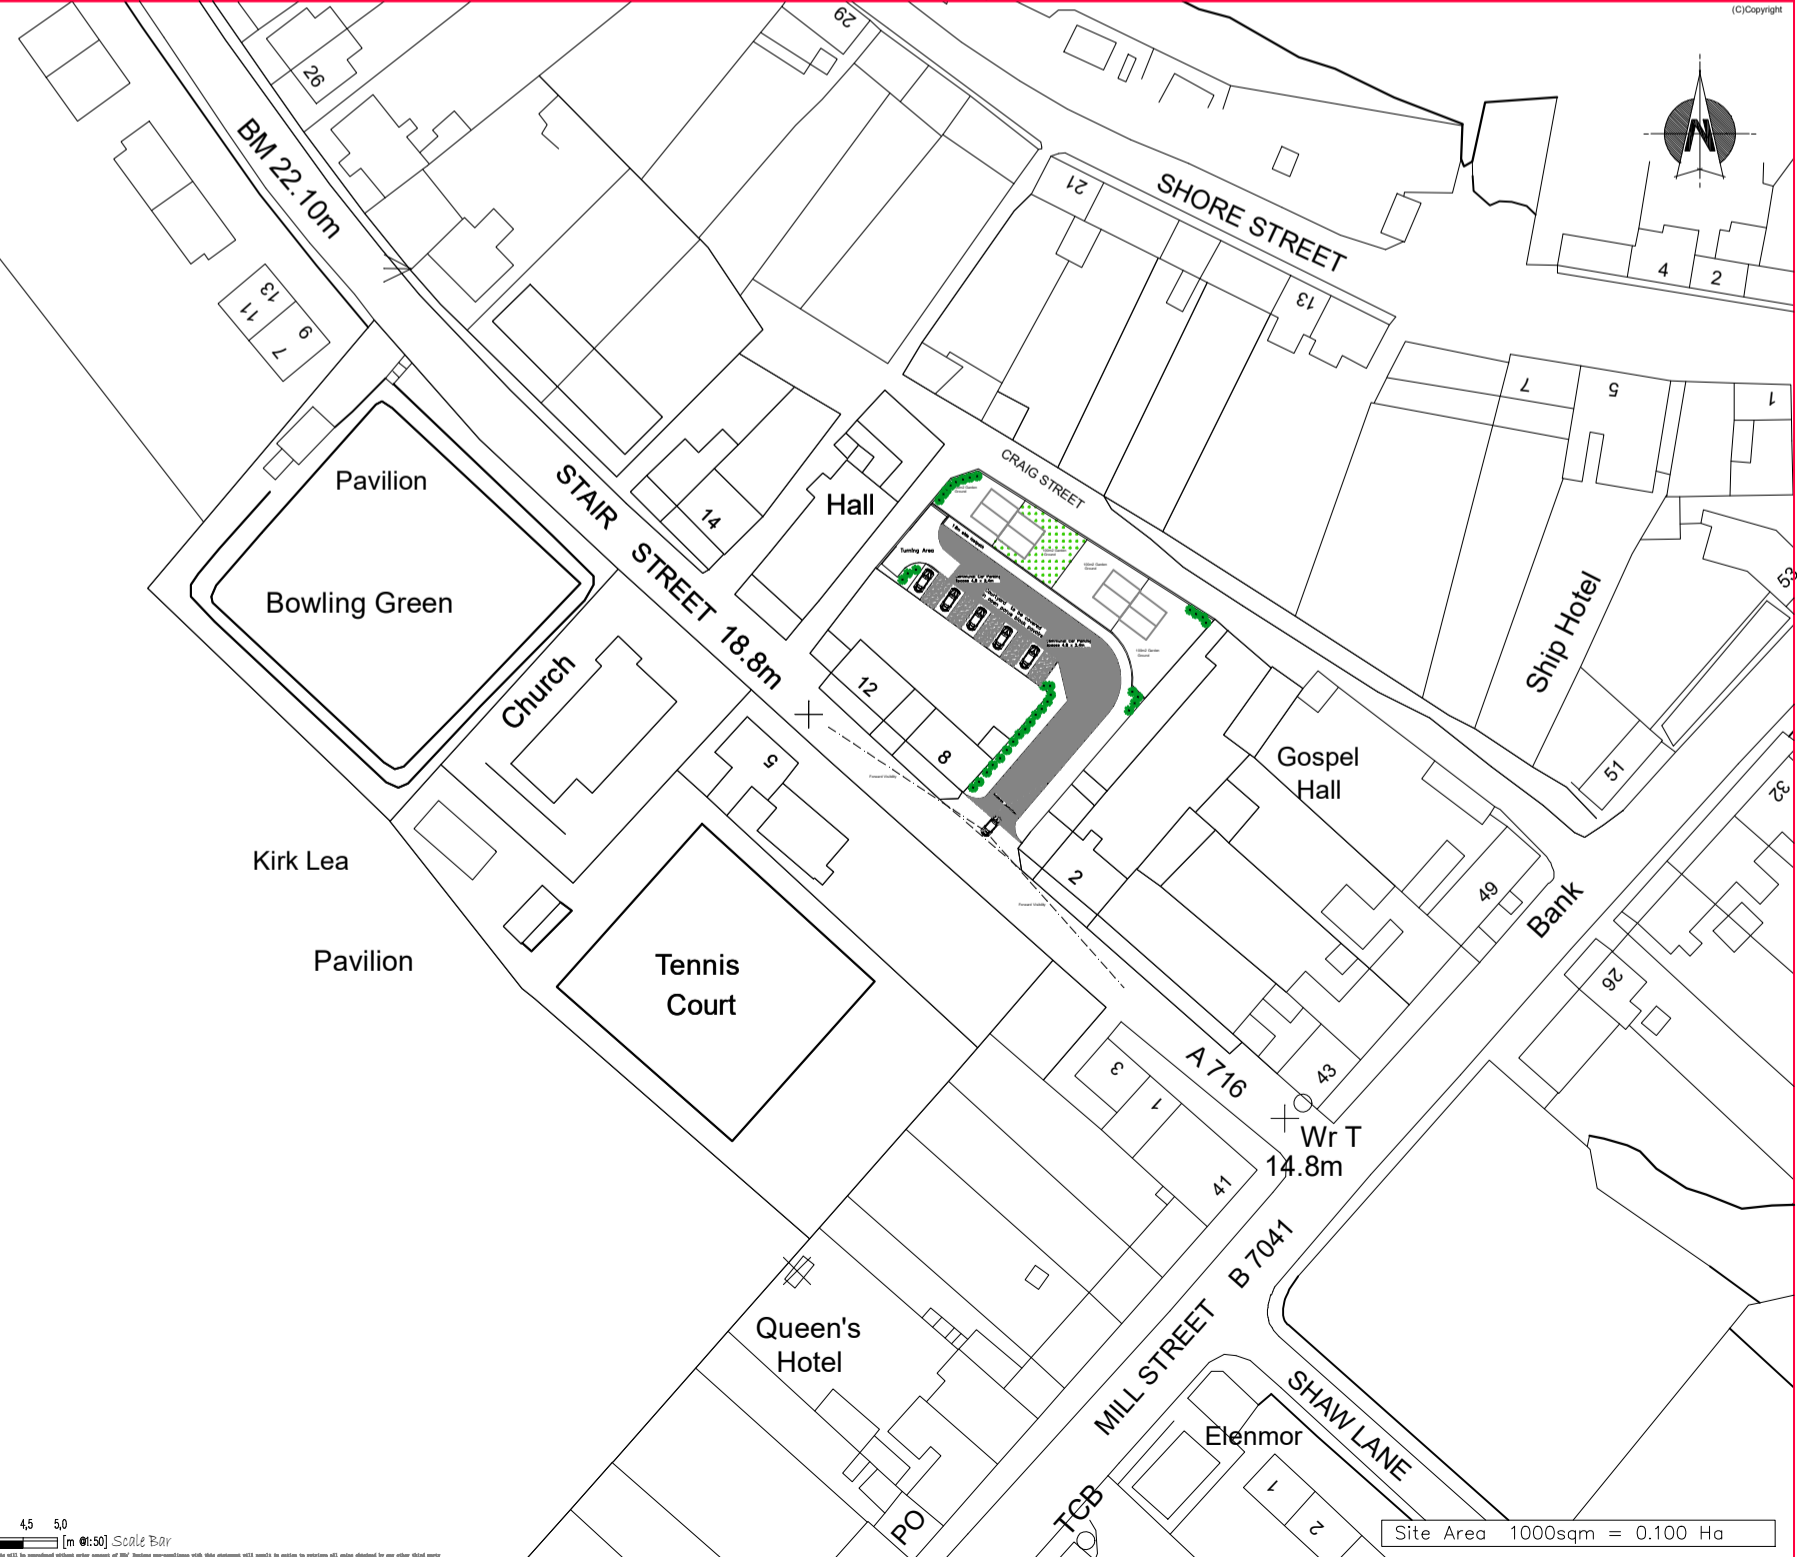 (C)Copyright
29
26
N
BM 22.10m
21
SHORE STREET
4
2
13
11
13
9
7
7
5
1
CRAIG STREET
Pavilion
STAIR STREET 18.8m
14
Hall
Turning Area
Bowling Green
Church
Ship Hotel
53
12
8
5
Forward Visibility
Gospel
Hall
51
32
Kirk Lea
2
Forward Visibility
49
Bank
Pavilion
Tennis
Court
26
A 716
3
1
43
Wr T
14.8m
41
B 7041
MILL STREET
Queen's
Hotel
SHAW LANE
Elenmor
1
2
PO
TCB
4,5 5,0
[m @1:50] Scale Bar
Site Area 1000sqm = 0.100 Ha